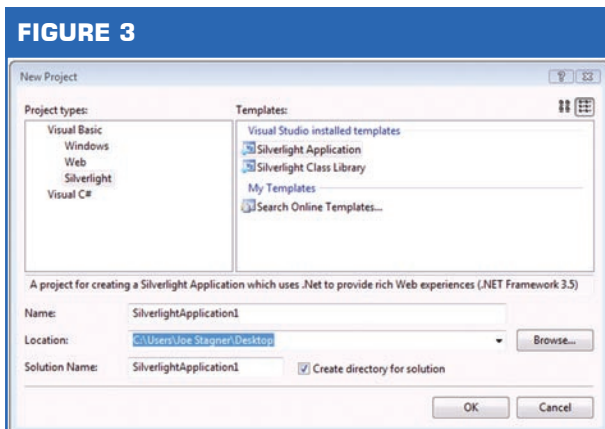 FIGURE 3
New Project
Project types:
Templates:
Visual Basic
Windows
Web
Silverlight
Visual C#
Visual Studio installed templates
Silverlight Application
Silverlight Class Library
My Templates
Search Online Templates...
A project for creating a Silverlight Application which uses .Net to provide rich Web experiences (.NET Framework 3.5)
Name: SilverlightApplication1
Location: C:\Users\Joe Stagner\Desktop Browse...
Solution Name: SilverlightApplication1 Create directory for solution
OK Cancel